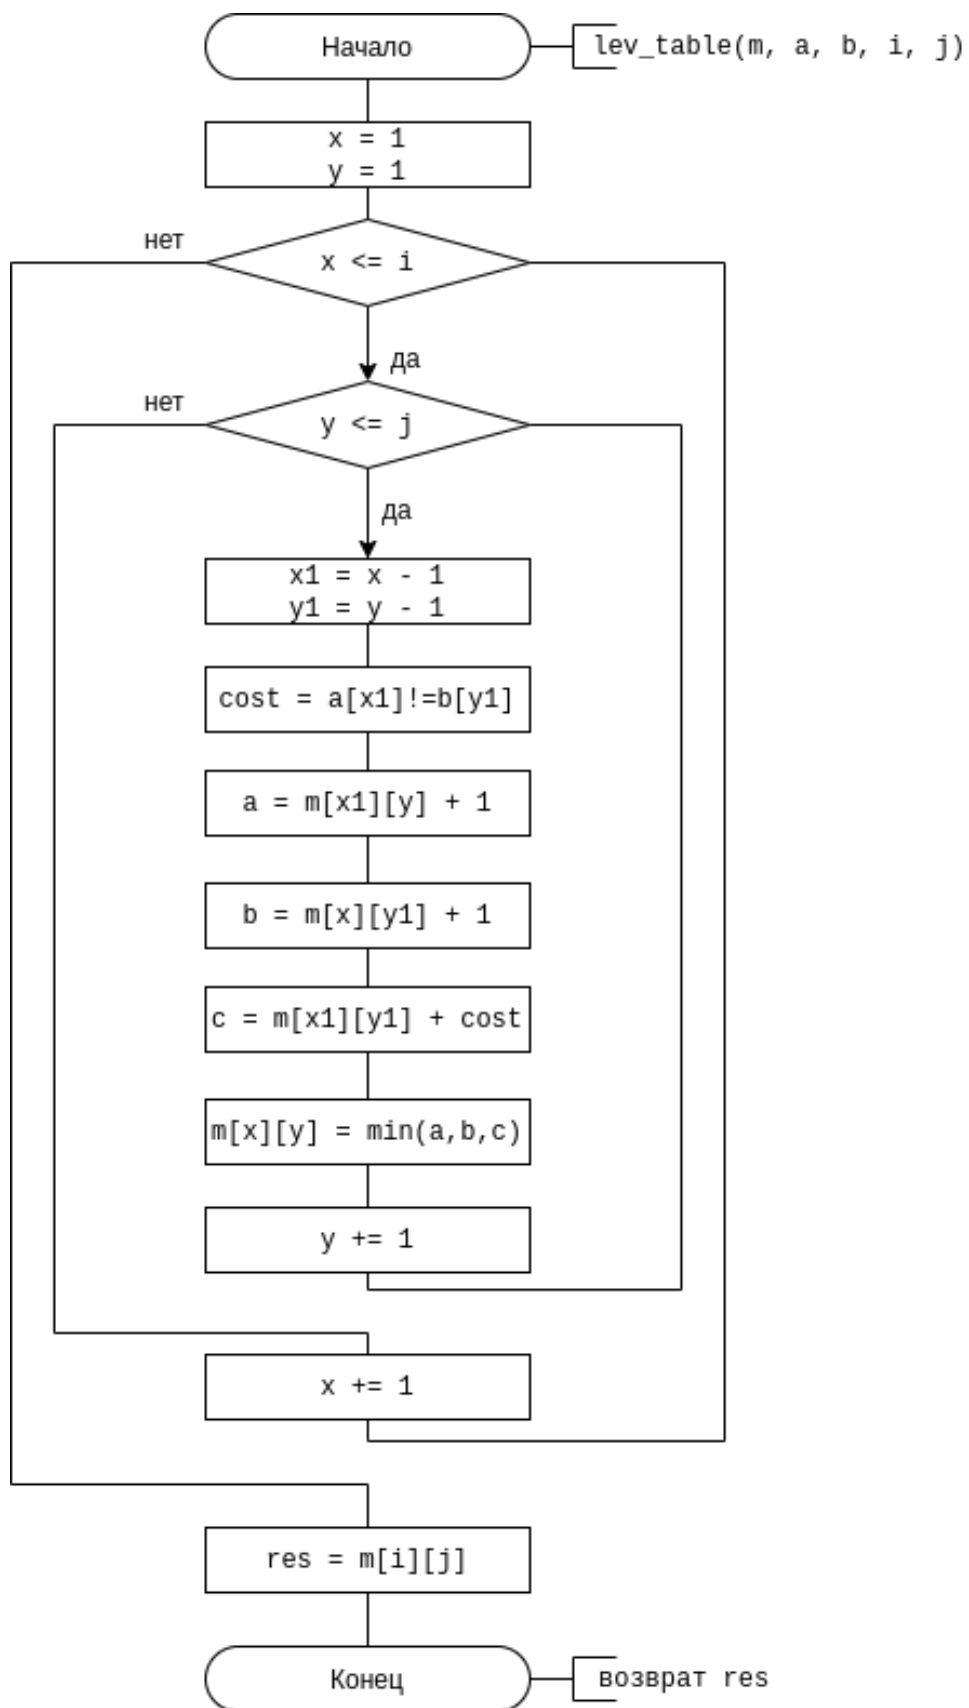 Начало
lev_table(m, a, b, i, j)
x = 1
y = 1
нет
x <= i
да
нет
y <= j
да
x1 = x - 1
y1 = y - 1
cost = a[x1]!=b[y1]
a = m[x1][y] + 1
b = m[x][y1] + 1
c = m[x1][y1] + cost
m[x][y] = min(a,b,c)
y += 1
x += 1
res = m[i][j]
Конец
возврат res